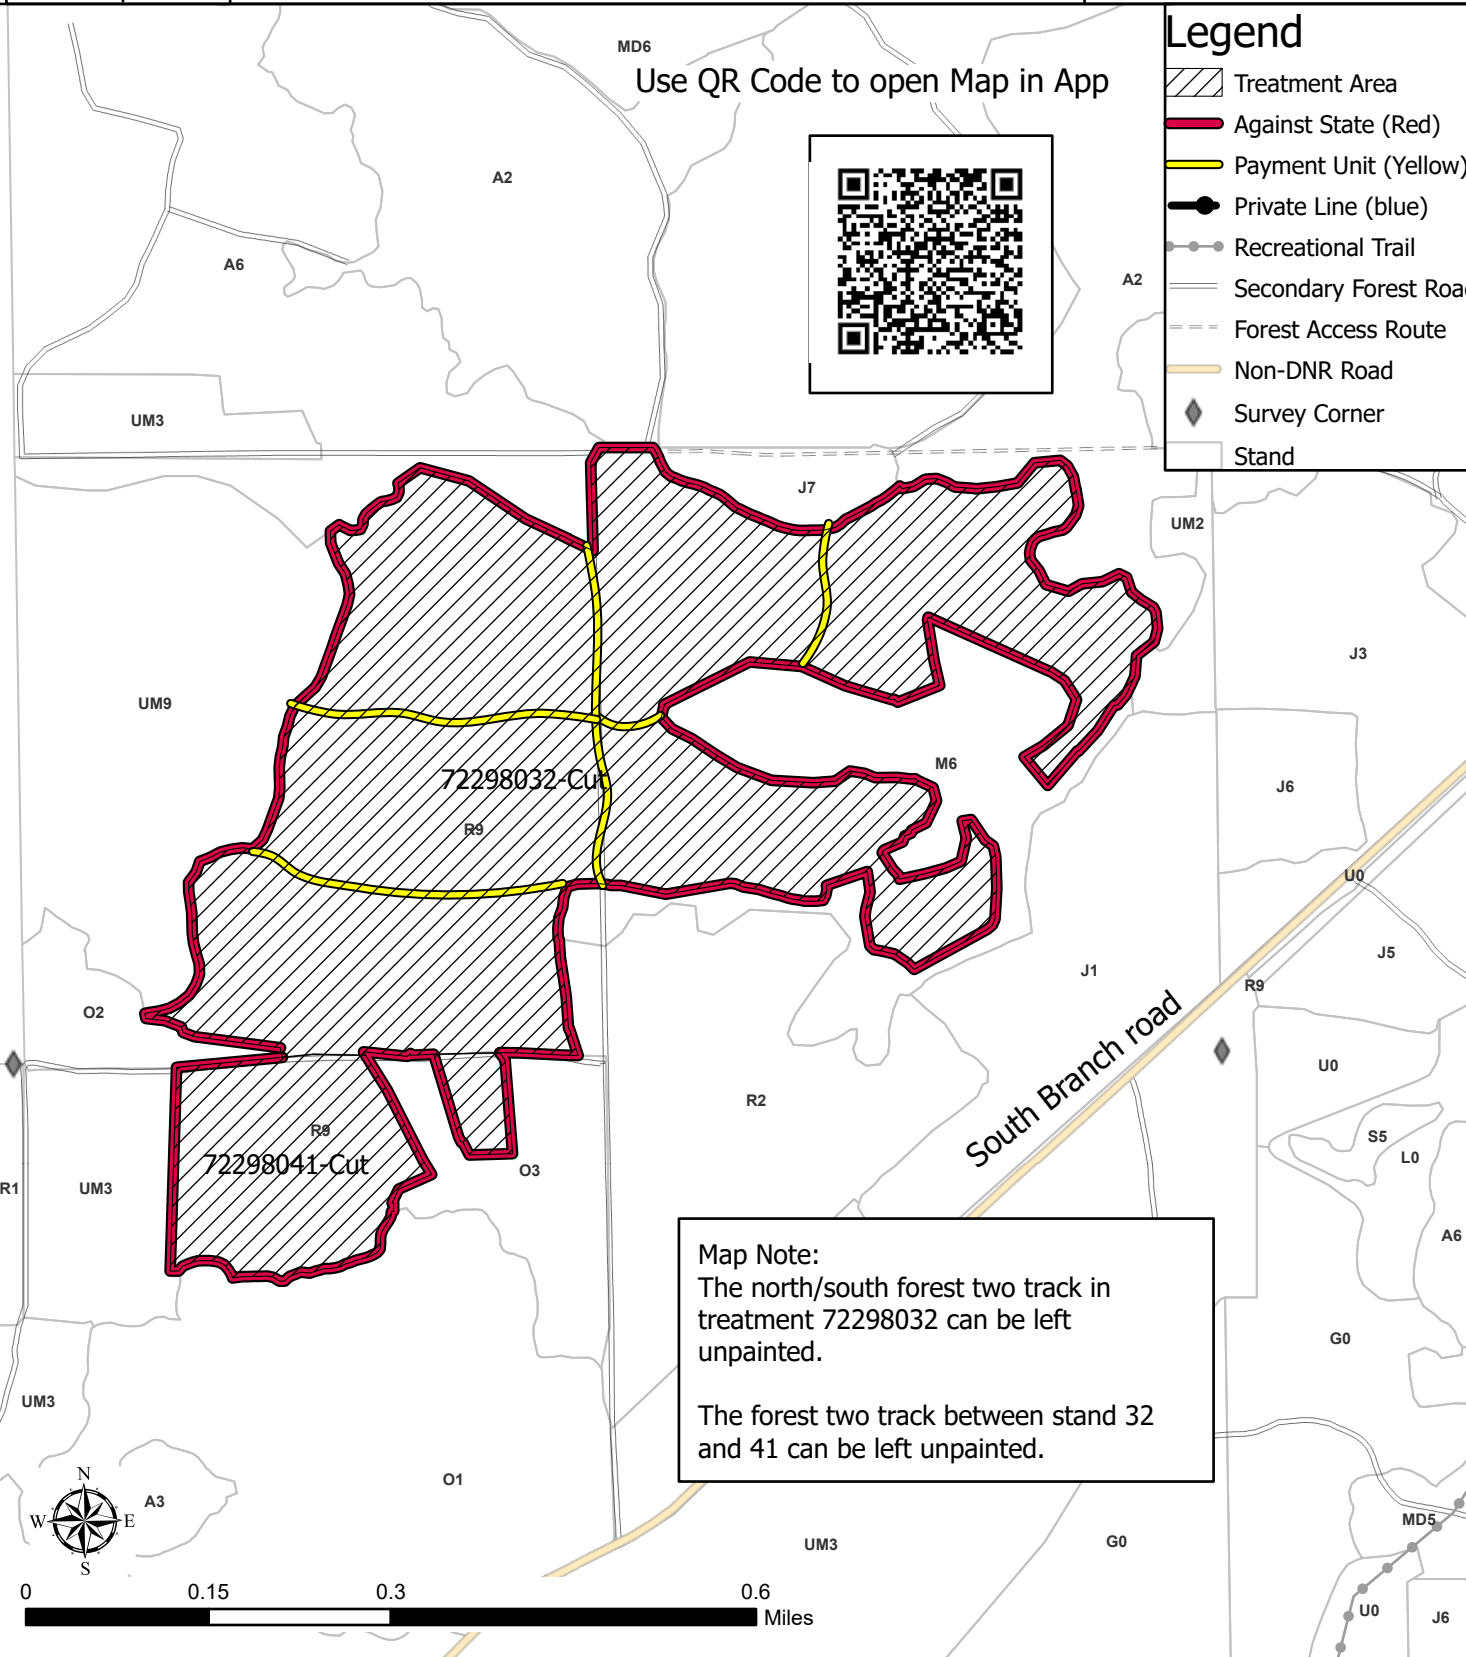 Legend
Treatment Area
Against State (Red)
Payment Unit (Yellow)
Private Line (blue)
Recreational Trail
Secondary Forest Road
Forest Access Route
Non-DNR Road
Survey Corner
Stand
MD6
Use QR Code to open Map in App
A2
A6
A2
UM3
J7
UM2
J3
UM9
M6
72298032-Cut
J6
R9
U0
J5
R9
J1
O2
South Branch road
U0
R2
R9
S5
L0
72298041-Cut
O3
R1
UM3
A6
Map Note:
The north/south forest two track in
treatment 72298032 can be left
unpainted.
The forest two track between stand 32
and 41 can be left unpainted.
G0
UM3
O1
A3
N
W
E
S
MD5
UM3
G0
U0
J6
0
0.15
0.3
0.6
Miles